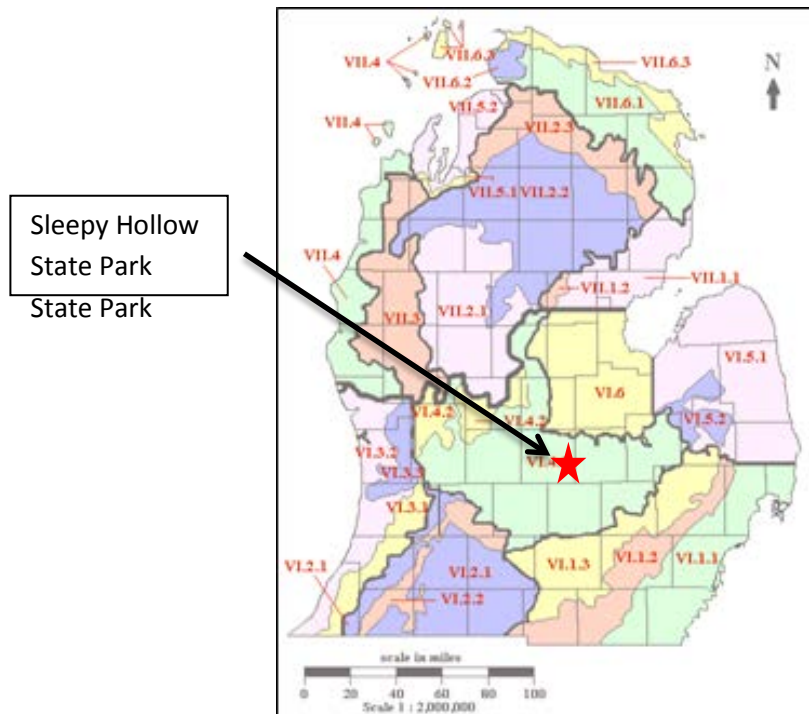 VII.6.3
VII.4
VII.6.3
VII.6.2
N
VII.5.2
VII.6.1
VII.4
VII.2.3
VII.5.1
VII.2.2
Sleepy Hollow
State Park
State Park
VII.4
VII.1.1
VII.1.2
VII.3
VII.2.1
VI.5.1
VI.6
VI.4.2
VI.4.2
VI.5.2
VI.3.2
VI.4
VI.3.3
VI.3.1
VI.1.3
VI.1.2
VI.1.1
VI.2.1
VI.2.1
VI.2.2
scale in miles
0 20 40 60 80 100
Scale 1 : 2,000,000